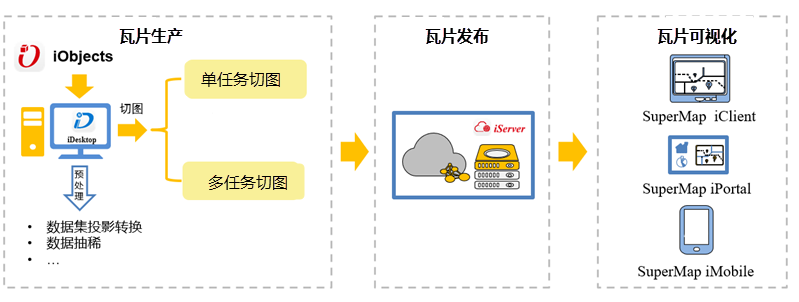 瓦片生产
iObjects
iDesktop
切图
单任务切图
多任务切图
预处理
• 数据集投影转换
• 数据抽稀
• …
瓦片发布
iServer
瓦片可视化
SuperMap iClient
SuperMap iPortal
SuperMap iMobile